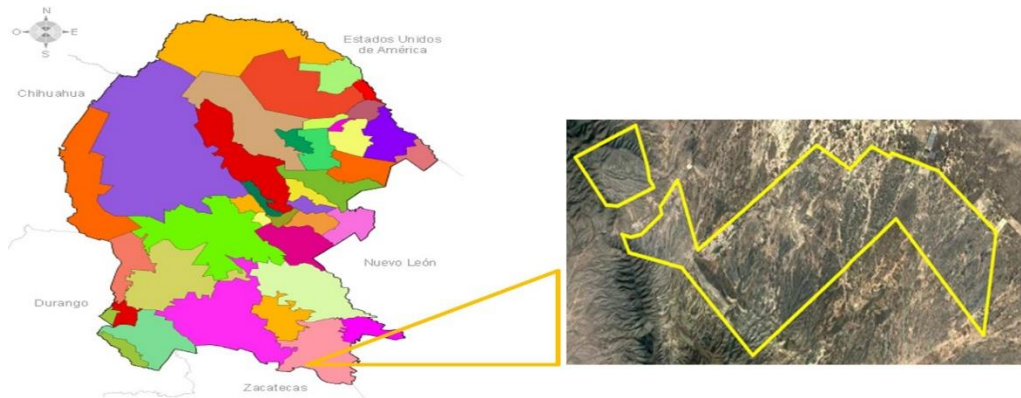 N
O E
S
Estados Unidos
de América
Chihuahua
Nuevo León
Durango
Zacatecas